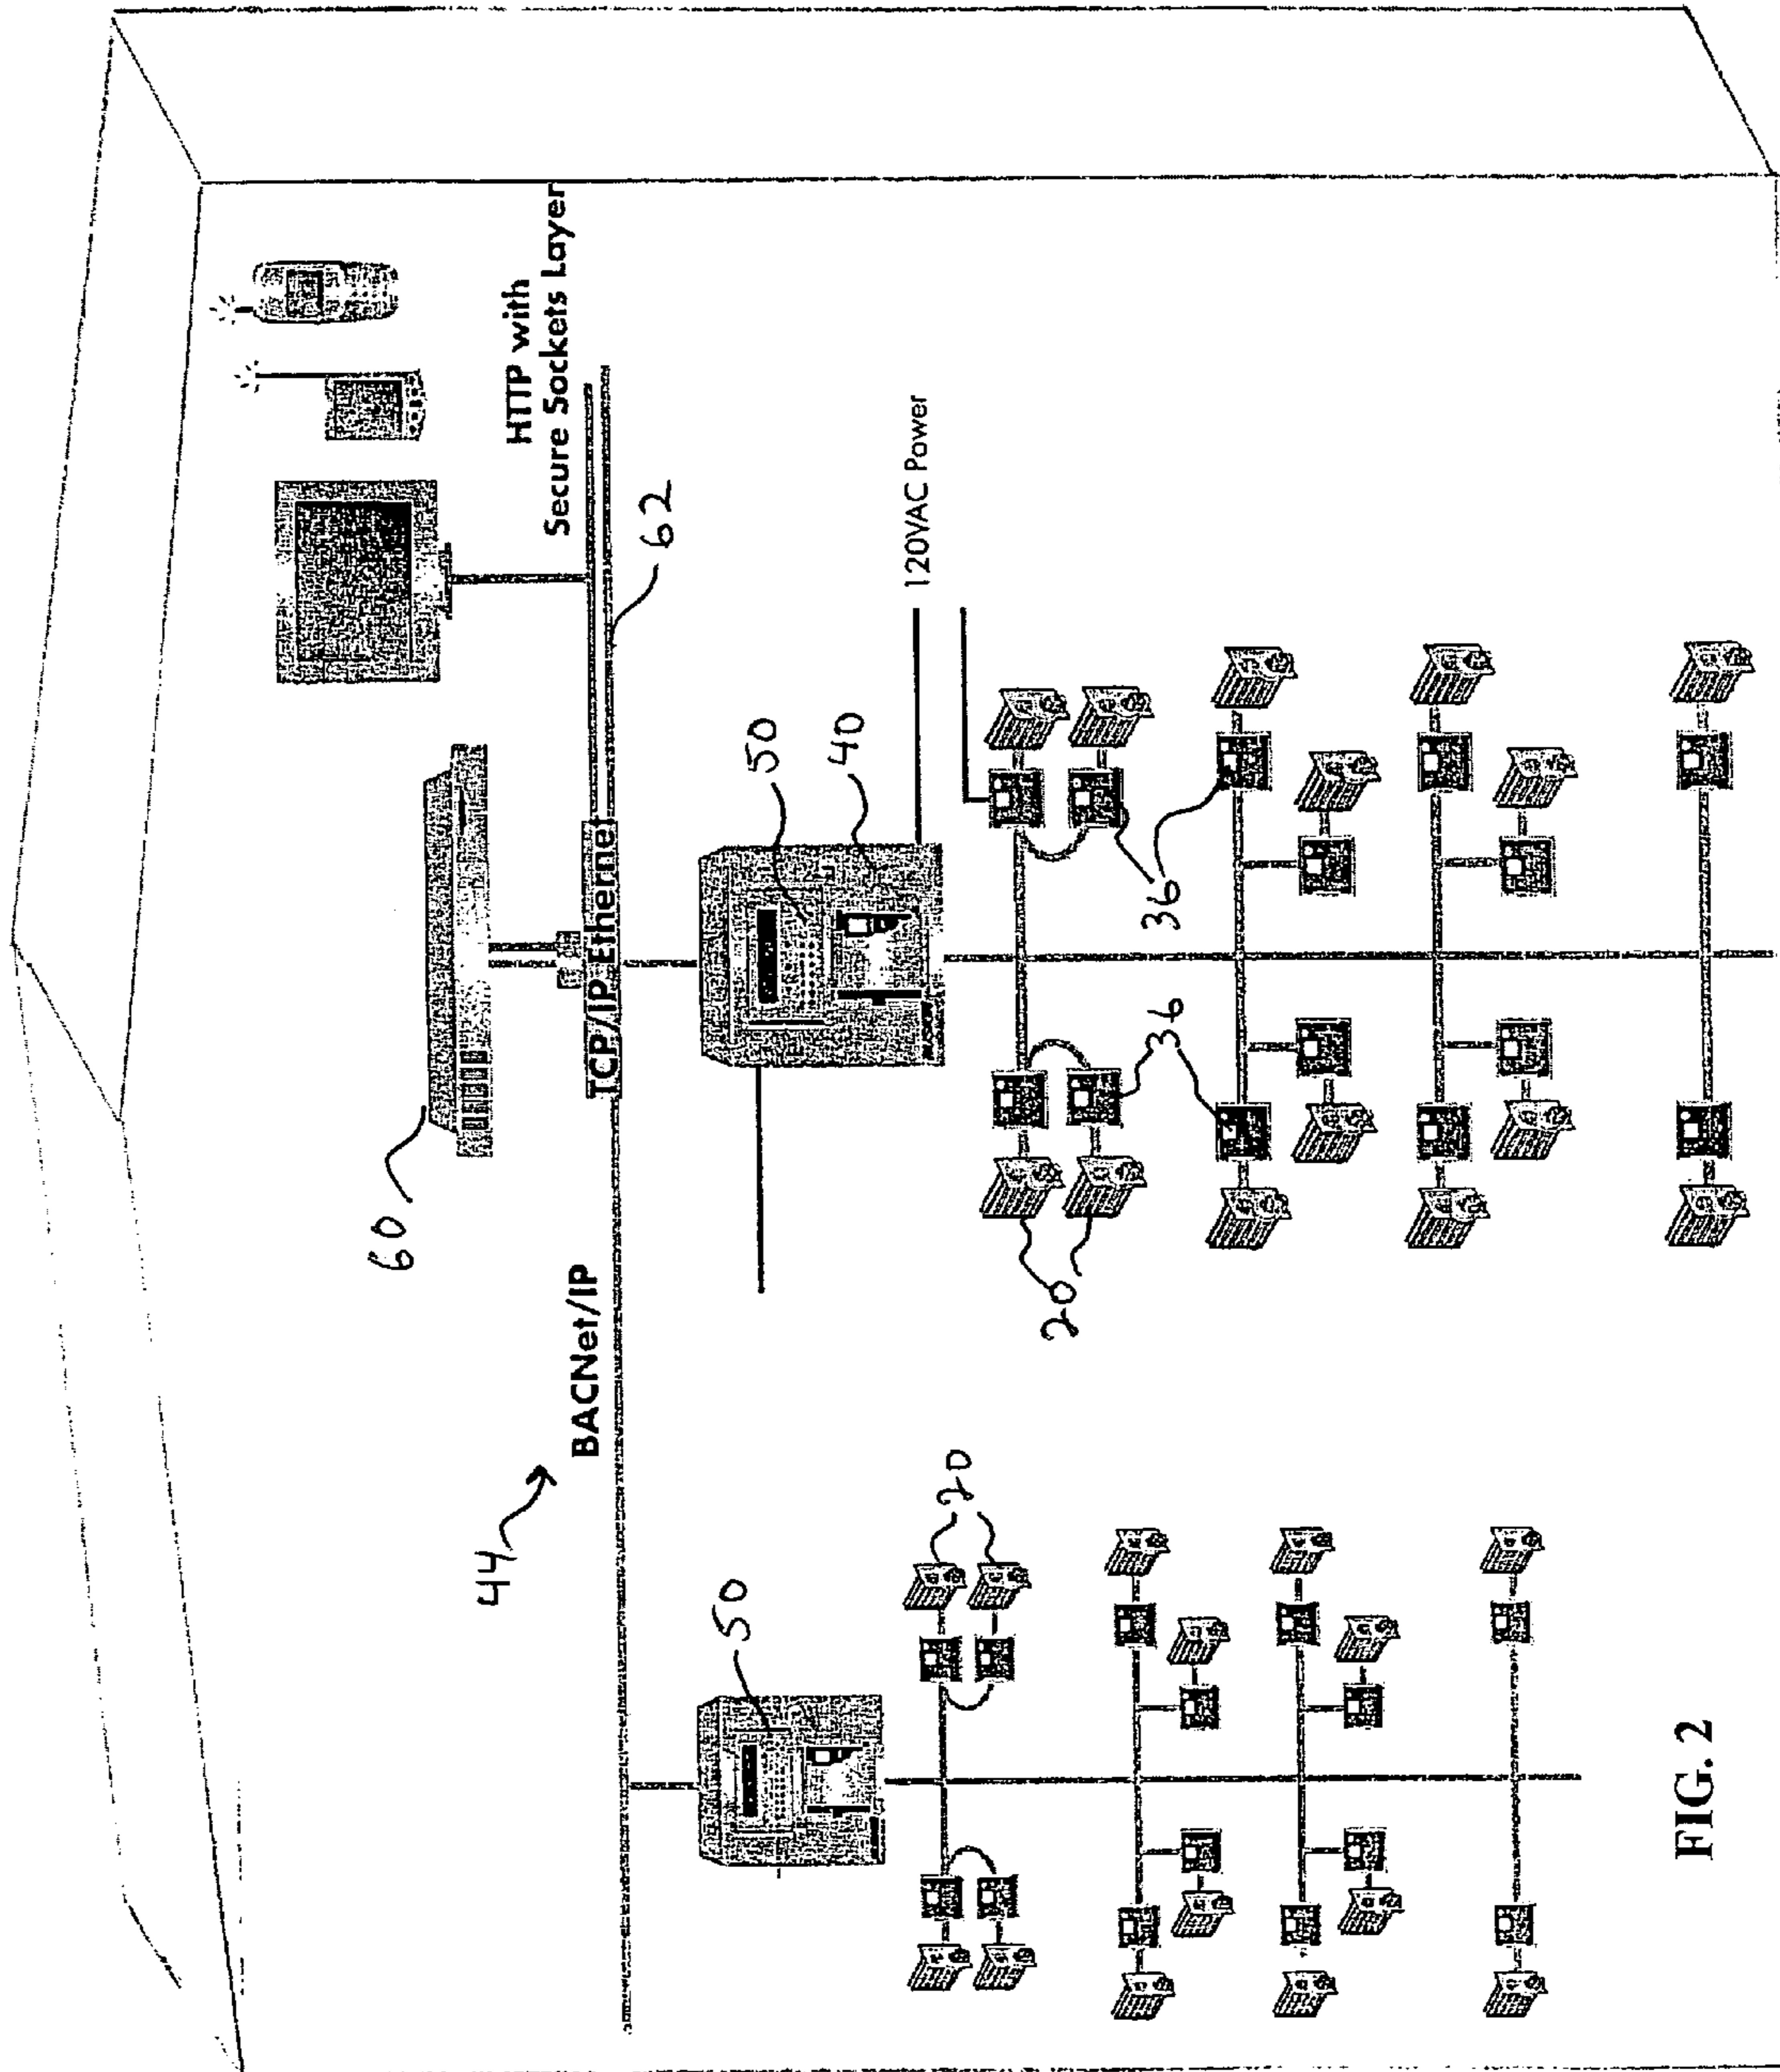 HTTP with
Secure Sockets Layer
60
62
TCP/IP Ethernet
BACNet/IP
44
50
40
120VAC Power
50
36
36
20
20
FIG. 2